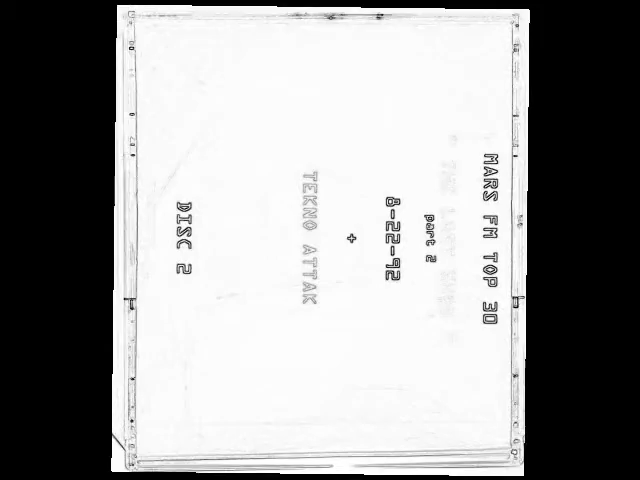 MARS FM TOP 30
part 2
8-22-92
+
TEKNO ATTAK
DISC 2